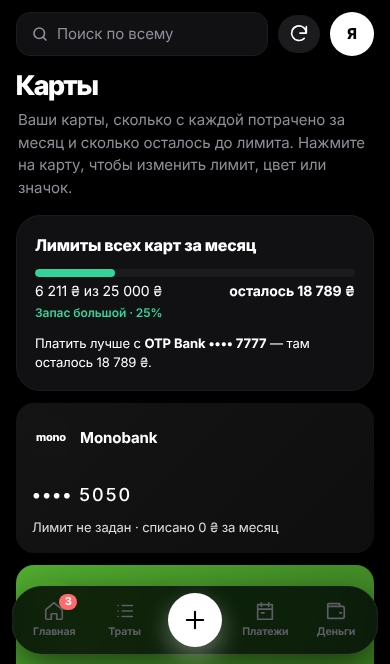 Поиск по всему
Я
Карты
Ваши карты, сколько с каждой потрачено за
месяц и сколько осталось до лимита. Нажмите
на карту, чтобы изменить лимит, цвет или
значок.
Лимиты всех карт за месяц
6 211 ₴ из 25 000 ₴ осталось 18 789 ₴
Запас большой · 25%
Платить лучше с OTP Bank •••• 7777 — там
осталось 18 789 ₴.
mono Monobank
•••• 5050
Лимит не задан · списано 0 ₴ за месяц
3
Главная Траты Платежи Деньги